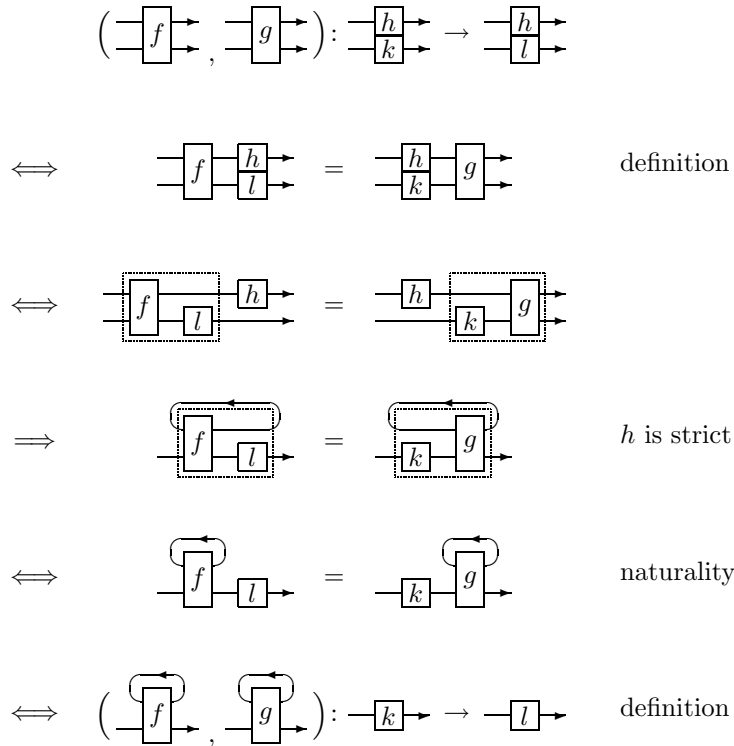 ( f , g ) : h k → h l
⟺ f h l = h k g definition
⟺ f l h = h k g
⟹ f l = k g h is strict
⟺ f l = k g naturality
⟺ ( f , g ) : k → l definition